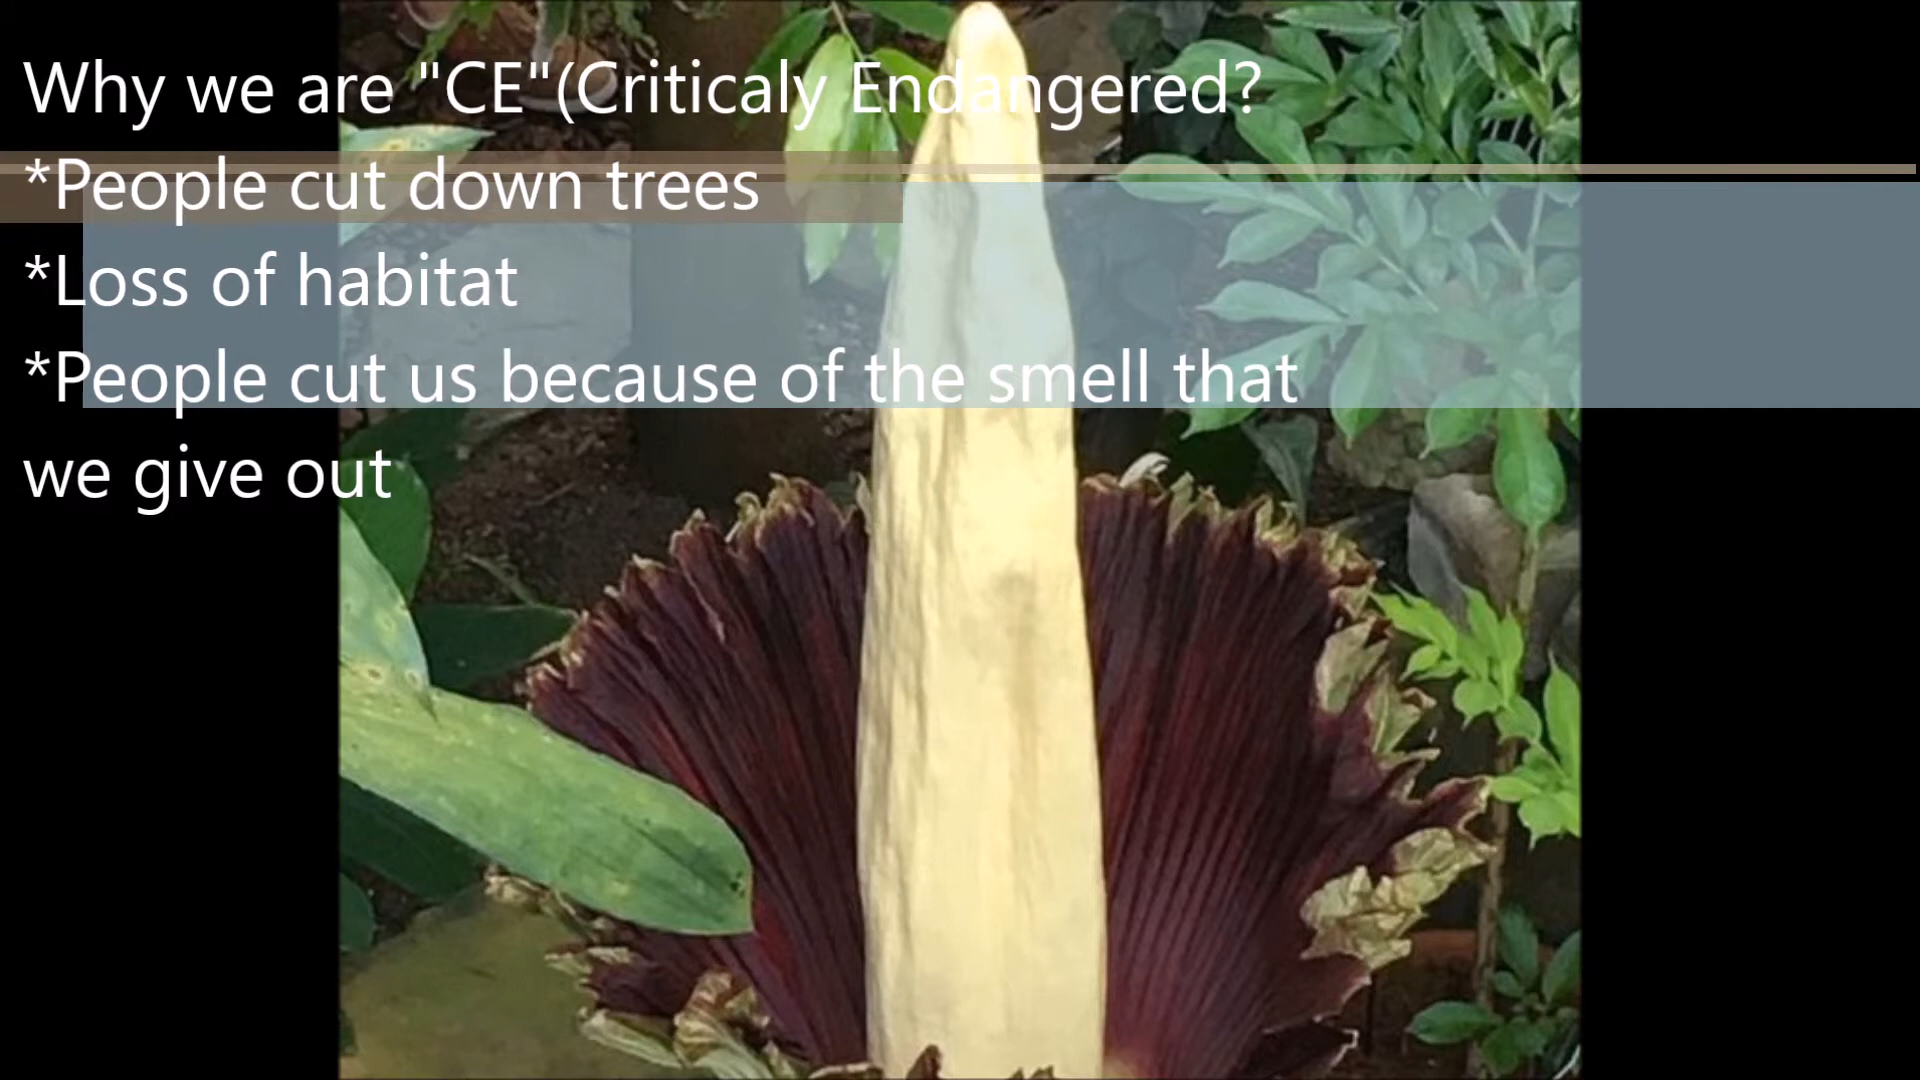 Why we are "CE"(Criticaly Endangered?
*People cut down trees
*Loss of habitat
*People cut us because of the smell that
we give out